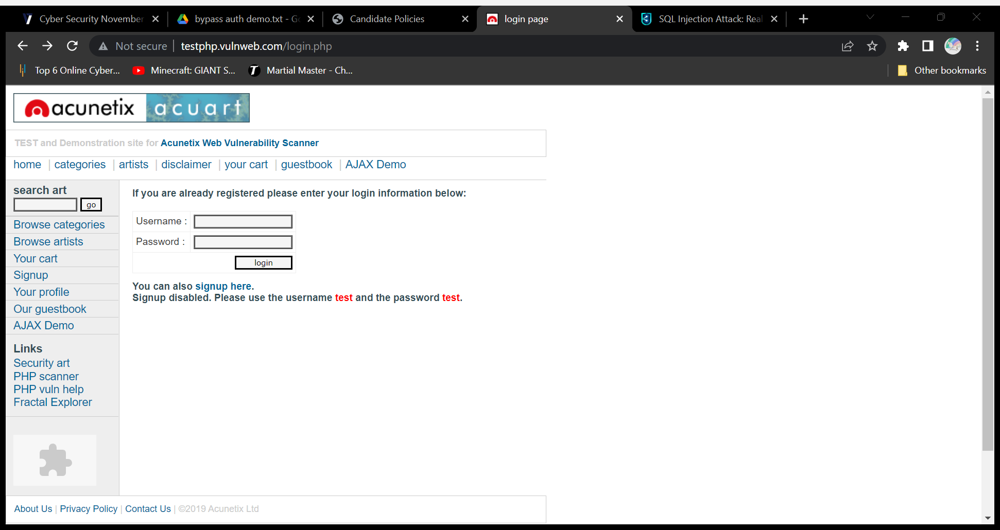 Cyber Security November
bypass auth demo.txt - Go
Candidate Policies
login page
SQL Injection Attack: Real
Not secure testphp.vulnweb.com/login.php
Top 6 Online Cyber...
Minecraft: GIANT S...
Martial Master - Ch...
Other bookmarks
acunetix acuart
TEST and Demonstration site for Acunetix Web Vulnerability Scanner
home | categories | artists | disclaimer | your cart | guestbook | AJAX Demo
search art
go
Browse categories
Browse artists
Your cart
Signup
Your profile
Our guestbook
AJAX Demo
Links
Security art
PHP scanner
PHP vuln help
Fractal Explorer
If you are already registered please enter your login information below:
Username :
Password :
login
You can also signup here.
Signup disabled. Please use the username test and the password test.
About Us | Privacy Policy | Contact Us | ©2019 Acunetix Ltd